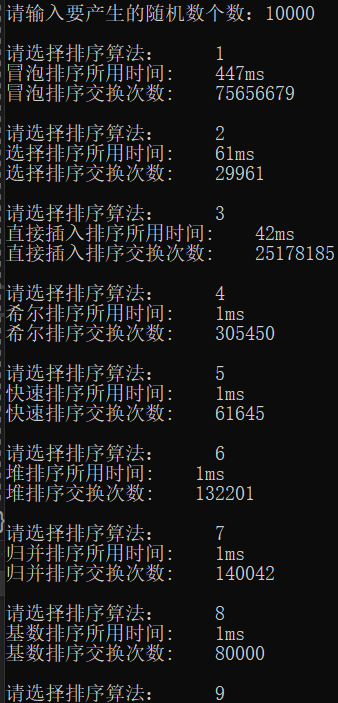 请输入要产生的随机数个数：10000
请选择排序算法： 1
冒泡排序所用时间： 447ms
冒泡排序交换次数： 75656679
请选择排序算法： 2
选择排序所用时间： 61ms
选择排序交换次数： 29961
请选择排序算法： 3
直接插入排序所用时间： 42ms
直接插入排序交换次数： 25178185
请选择排序算法： 4
希尔排序所用时间： 1ms
希尔排序交换次数： 305450
请选择排序算法： 5
快速排序所用时间： 1ms
快速排序交换次数： 61645
请选择排序算法： 6
堆排序所用时间： 1ms
堆排序交换次数： 132201
请选择排序算法： 7
归并排序所用时间： 1ms
归并排序交换次数： 140042
请选择排序算法： 8
基数排序所用时间： 1ms
基数排序交换次数： 80000
请选择排序算法： 9